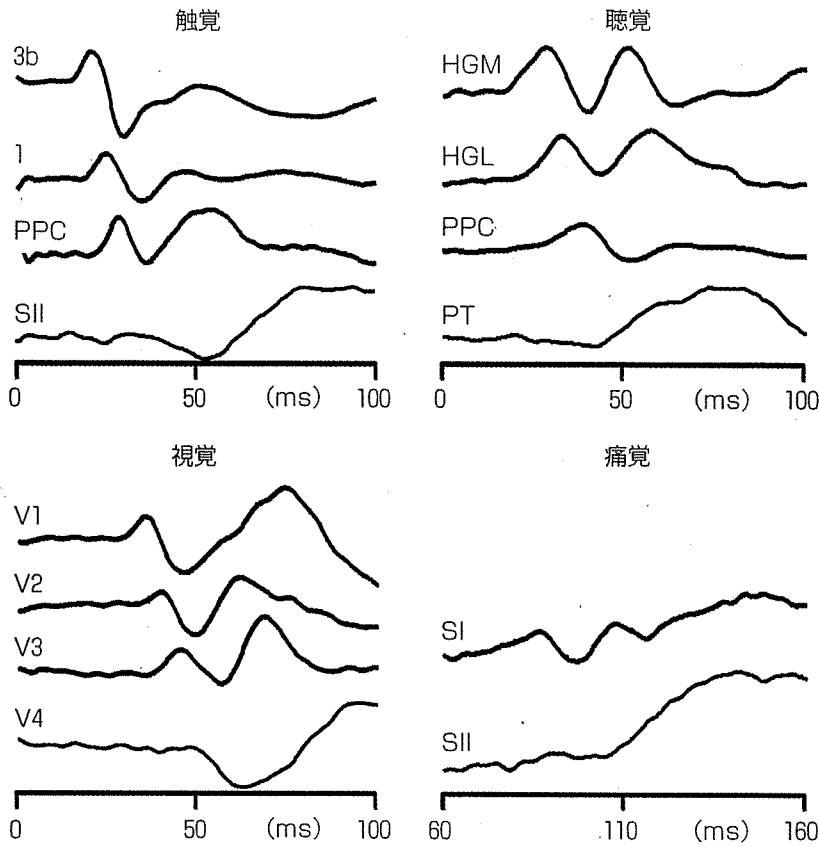 触覚
3b
1
PPC
SII
0 50 (ms) 100
聴覚
HGM
HGL
PPC
PT
0 50 (ms) 100
視覚
V1
V2
V3
V4
0 50 (ms) 100
痛覚
SI
SII
60 110 (ms) 160